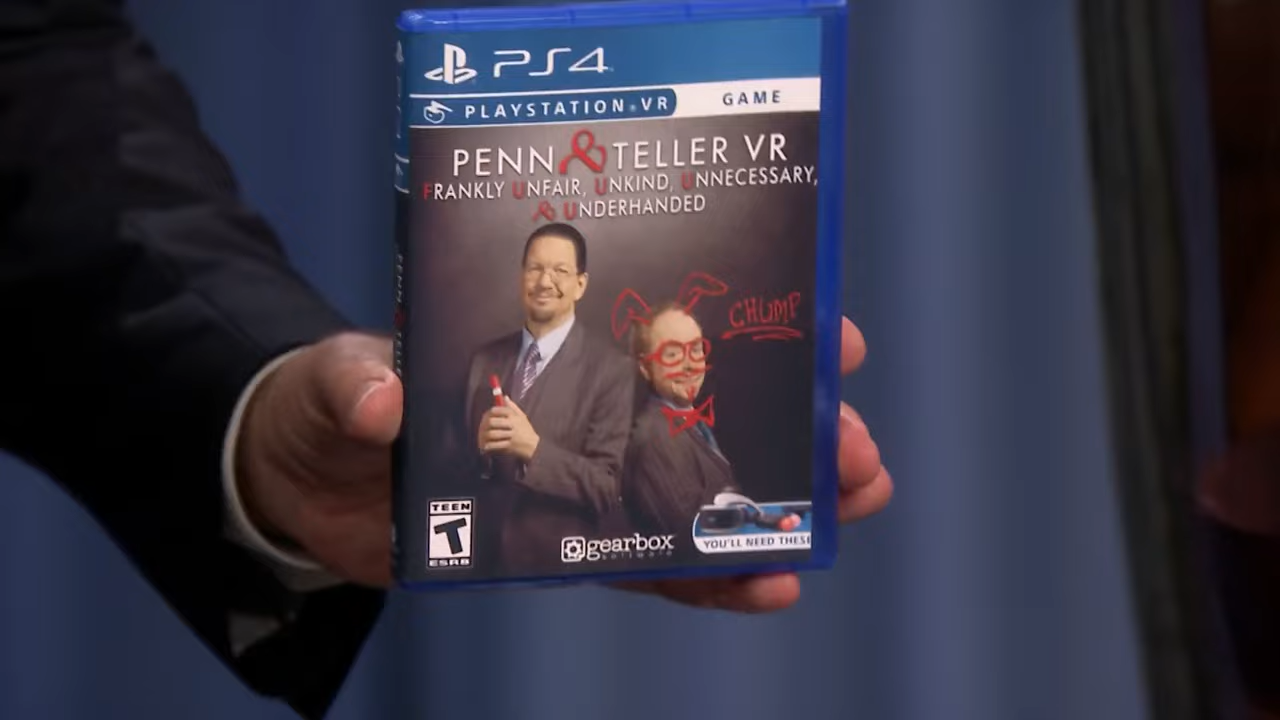 PS4
PLAYSTATION®VR
GAME
PENN & TELLER VR
FRANKLY UNFAIR, UNKIND, UNNECESSARY,
& UNDERHANDED
CHUMP
TEEN
T
ESRB
gearbox
software
YOU'LL NEED THESE